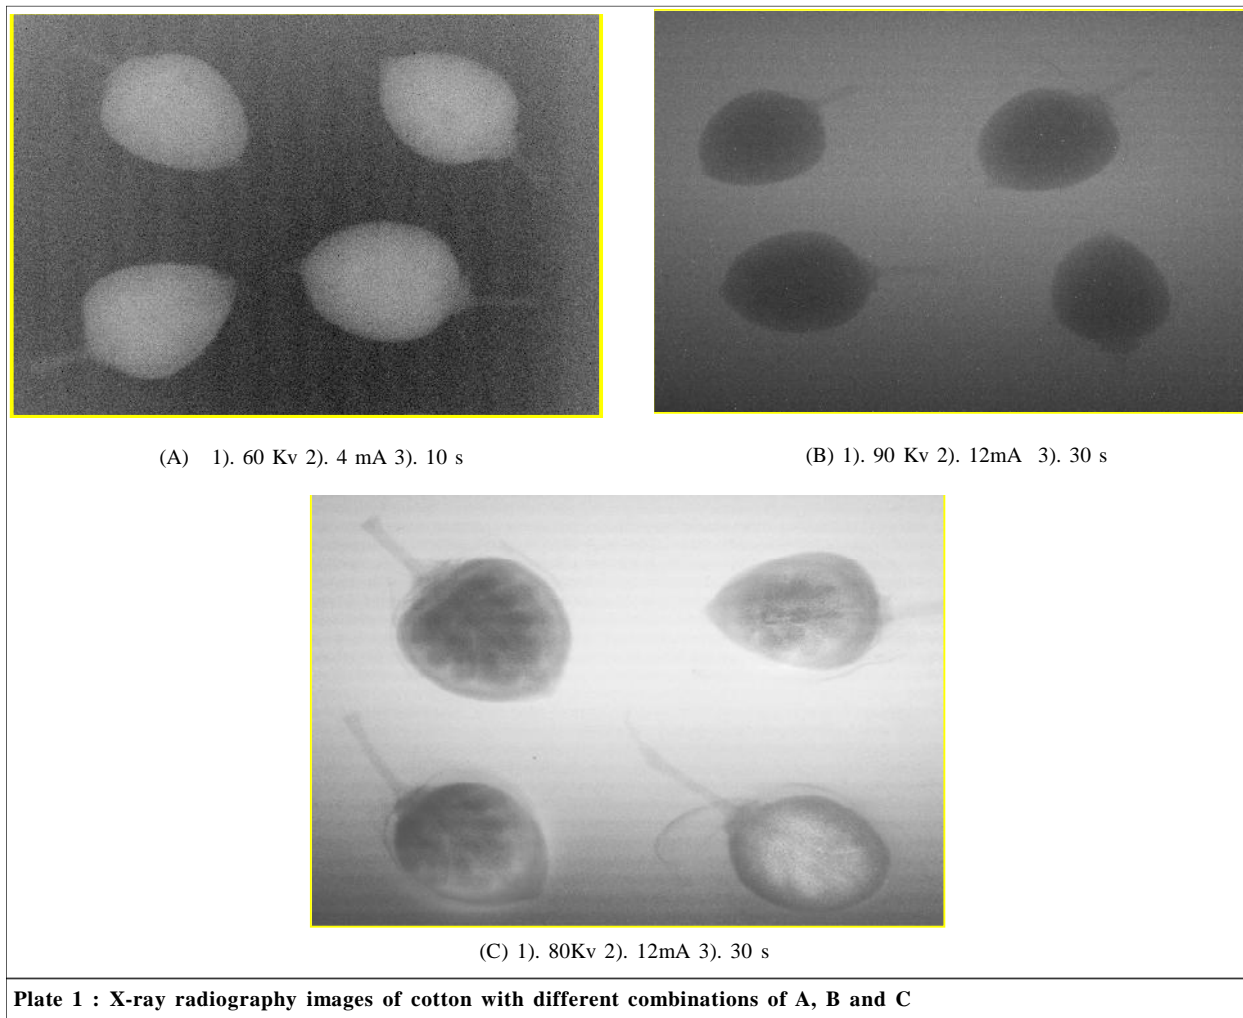 (A) 1). 60 Kv 2). 4 mA 3). 10 s
(B) 1). 90 Kv 2). 12mA 3). 30 s
(C) 1). 80Kv 2). 12mA 3). 30 s
Plate 1 : X-ray radiography images of cotton with different combinations of A, B and C